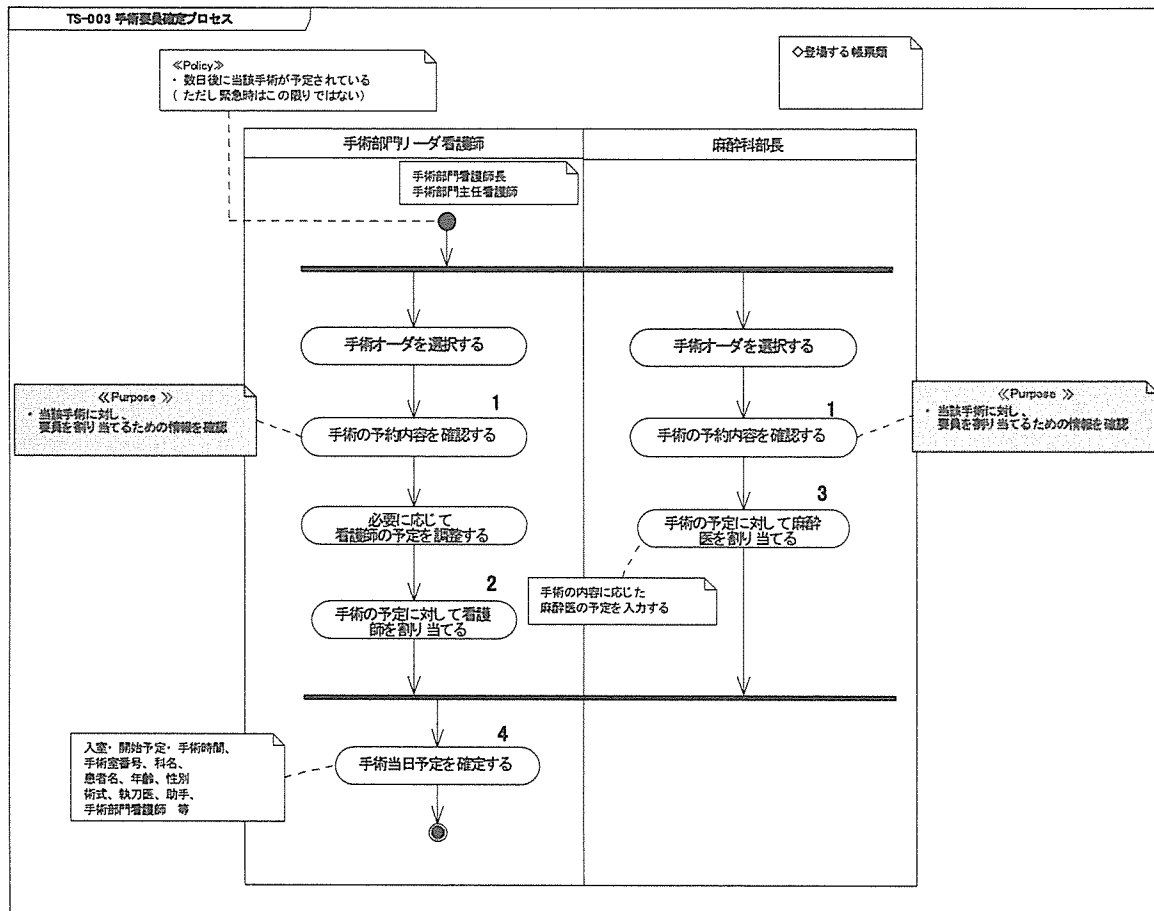 TS-003 手術要員確定プロセス
≪Policy≫
・ 数日後に当該手術が予定されている
( ただし緊急時はこの限りではない)
◇登場する帳票類
手術部門リーダ看護師
麻酔科部長
手術部門看護師長
手術部門主任看護師
手術オーダを選択する
手術オーダを選択する
≪Purpose ≫
・ 当該手術に対し、
要員を割り当てるための情報を確認
1
手術の予約内容を確認する
1
手術の予約内容を確認する
≪Purpose ≫
・ 当該手術に対し、
要員を割り当てるための情報を確認
必要に応じて
看護師の予定を調整する
3
手術の予定に対して麻酔
医を割り当てる
手術の内容に応じた
麻酔医の予定を入力する
2
手術の予定に対して看護
師を割り当てる
4
手術当日予定を確定する
入室・ 開始予定・ 手術時間、
手術室番号、科名、
患者名、年齢、性別
術式、執刀医、助手、
手術部門看護師 等